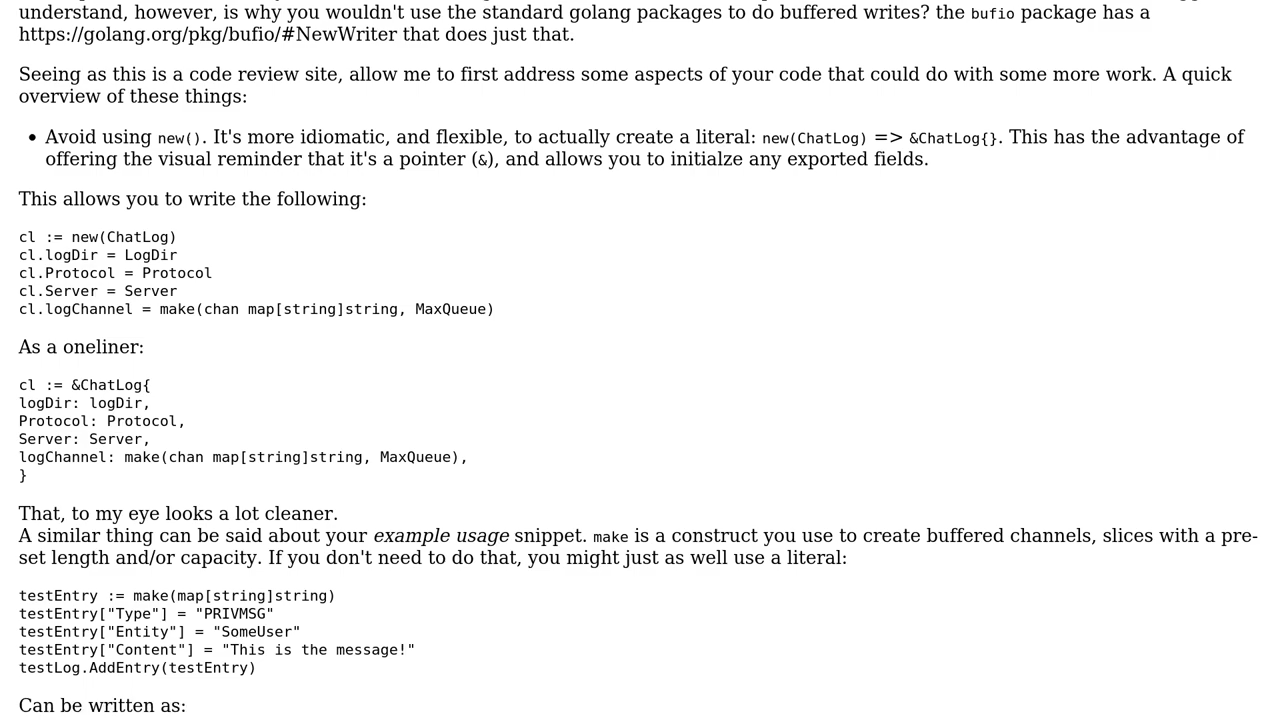 understand, however, is why you wouldn't use the standard golang packages to do buffered writes? the bufio package has a
https://golang.org/pkg/bufio/#NewWriter that does just that.
Seeing as this is a code review site, allow me to first address some aspects of your code that could do with some more work. A quick
overview of these things:
• Avoid using new(). It's more idiomatic, and flexible, to actually create a literal: new(ChatLog) => &ChatLog{}. This has the advantage of
offering the visual reminder that it's a pointer (&), and allows you to initialze any exported fields.
This allows you to write the following:
cl := new(ChatLog)
cl.logDir = LogDir
cl.Protocol = Protocol
cl.Server = Server
cl.logChannel = make(chan map[string]string, MaxQueue)
As a oneliner:
cl := &ChatLog{
logDir: logDir,
Protocol: Protocol,
Server: Server,
logChannel: make(chan map[string]string, MaxQueue),
}
That, to my eye looks a lot cleaner.
A similar thing can be said about your example usage snippet. make is a construct you use to create buffered channels, slices with a pre-
set length and/or capacity. If you don't need to do that, you might just as well use a literal:
testEntry := make(map[string]string)
testEntry["Type"] = "PRIVMSG"
testEntry["Entity"] = "SomeUser"
testEntry["Content"] = "This is the message!"
testLog.AddEntry(testEntry)
Can be written as: